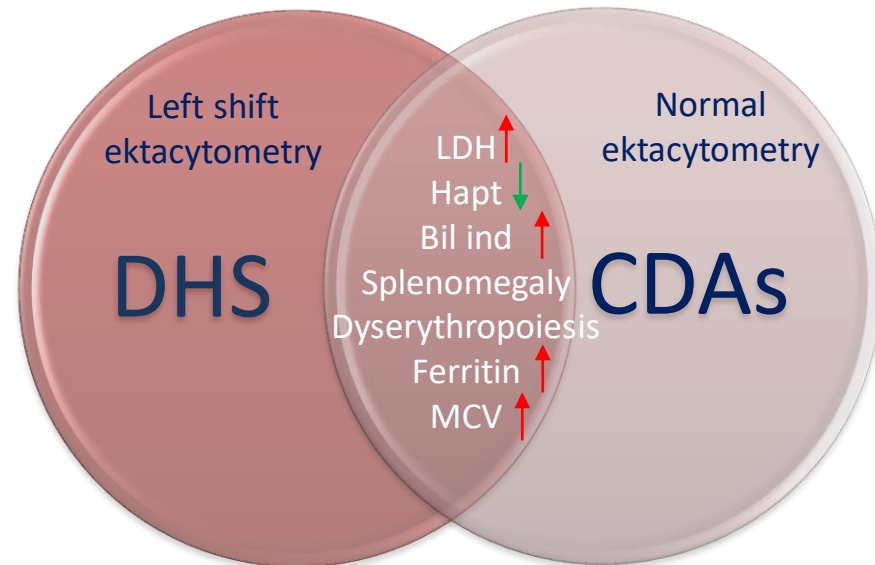 Left shift
ektacytometry
DHS
LDH
Hapt
Bil ind
Splenomegaly
Dyserythropoiesis
Ferritin
MCV
Normal
ektacytometry
CDAs